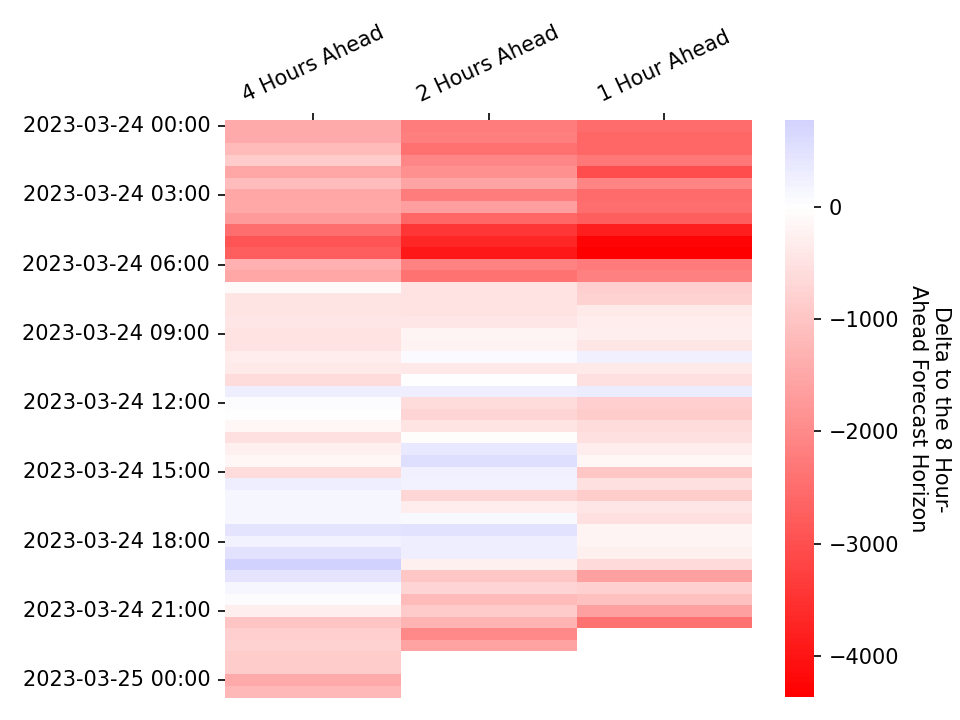 4 Hours Ahead
2 Hours Ahead
1 Hour Ahead
2023-03-24 00:00
2023-03-24 03:00
2023-03-24 06:00
2023-03-24 09:00
2023-03-24 12:00
2023-03-24 15:00
2023-03-24 18:00
2023-03-24 21:00
2023-03-25 00:00
0
−1000
−2000
−3000
−4000
Delta to the 8 Hour-
Ahead Forecast Horizon